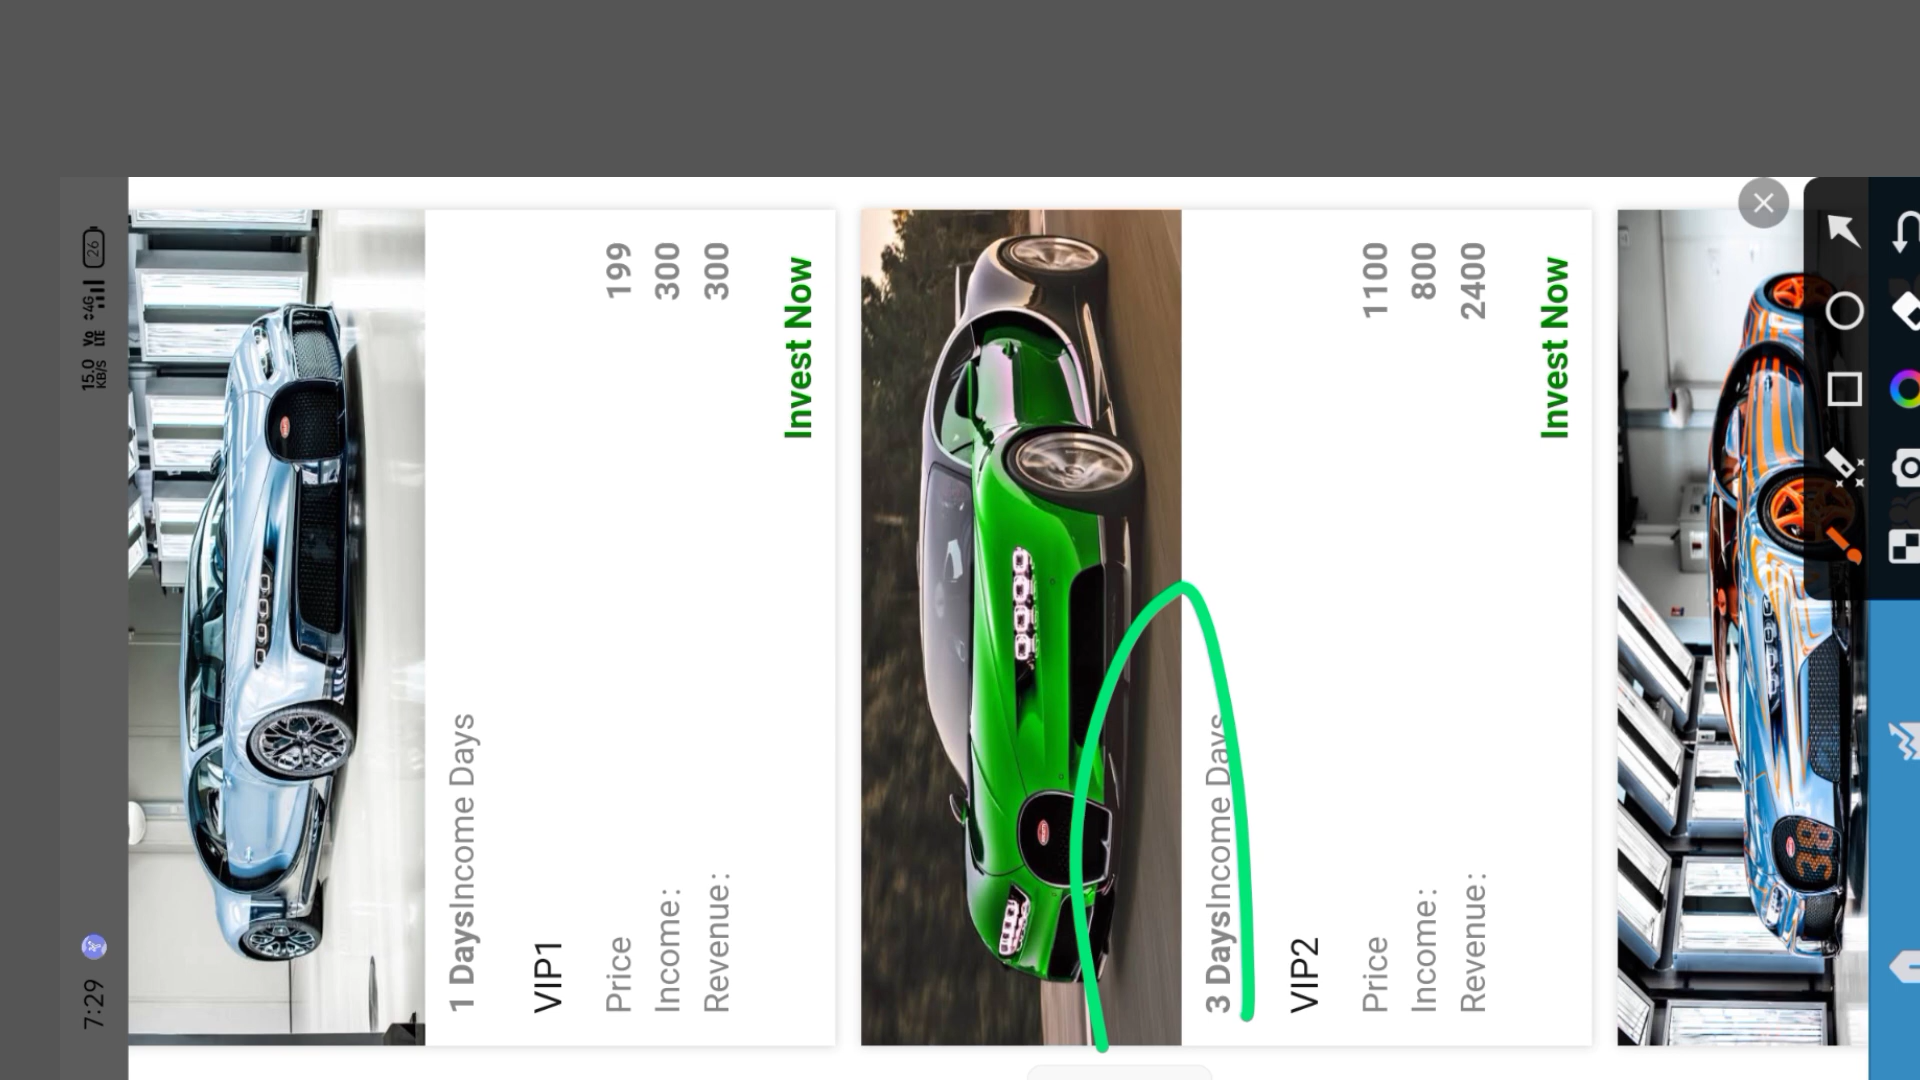 7:29
15.0 KB/S Vo LTE 4G 26
1 DaysIncome Days
VIP1
Price 199
Income: 300
Revenue: 300
Invest Now
3 DaysIncome Days
VIP2
Price 1100
Income: 800
Revenue: 2400
Invest Now
38